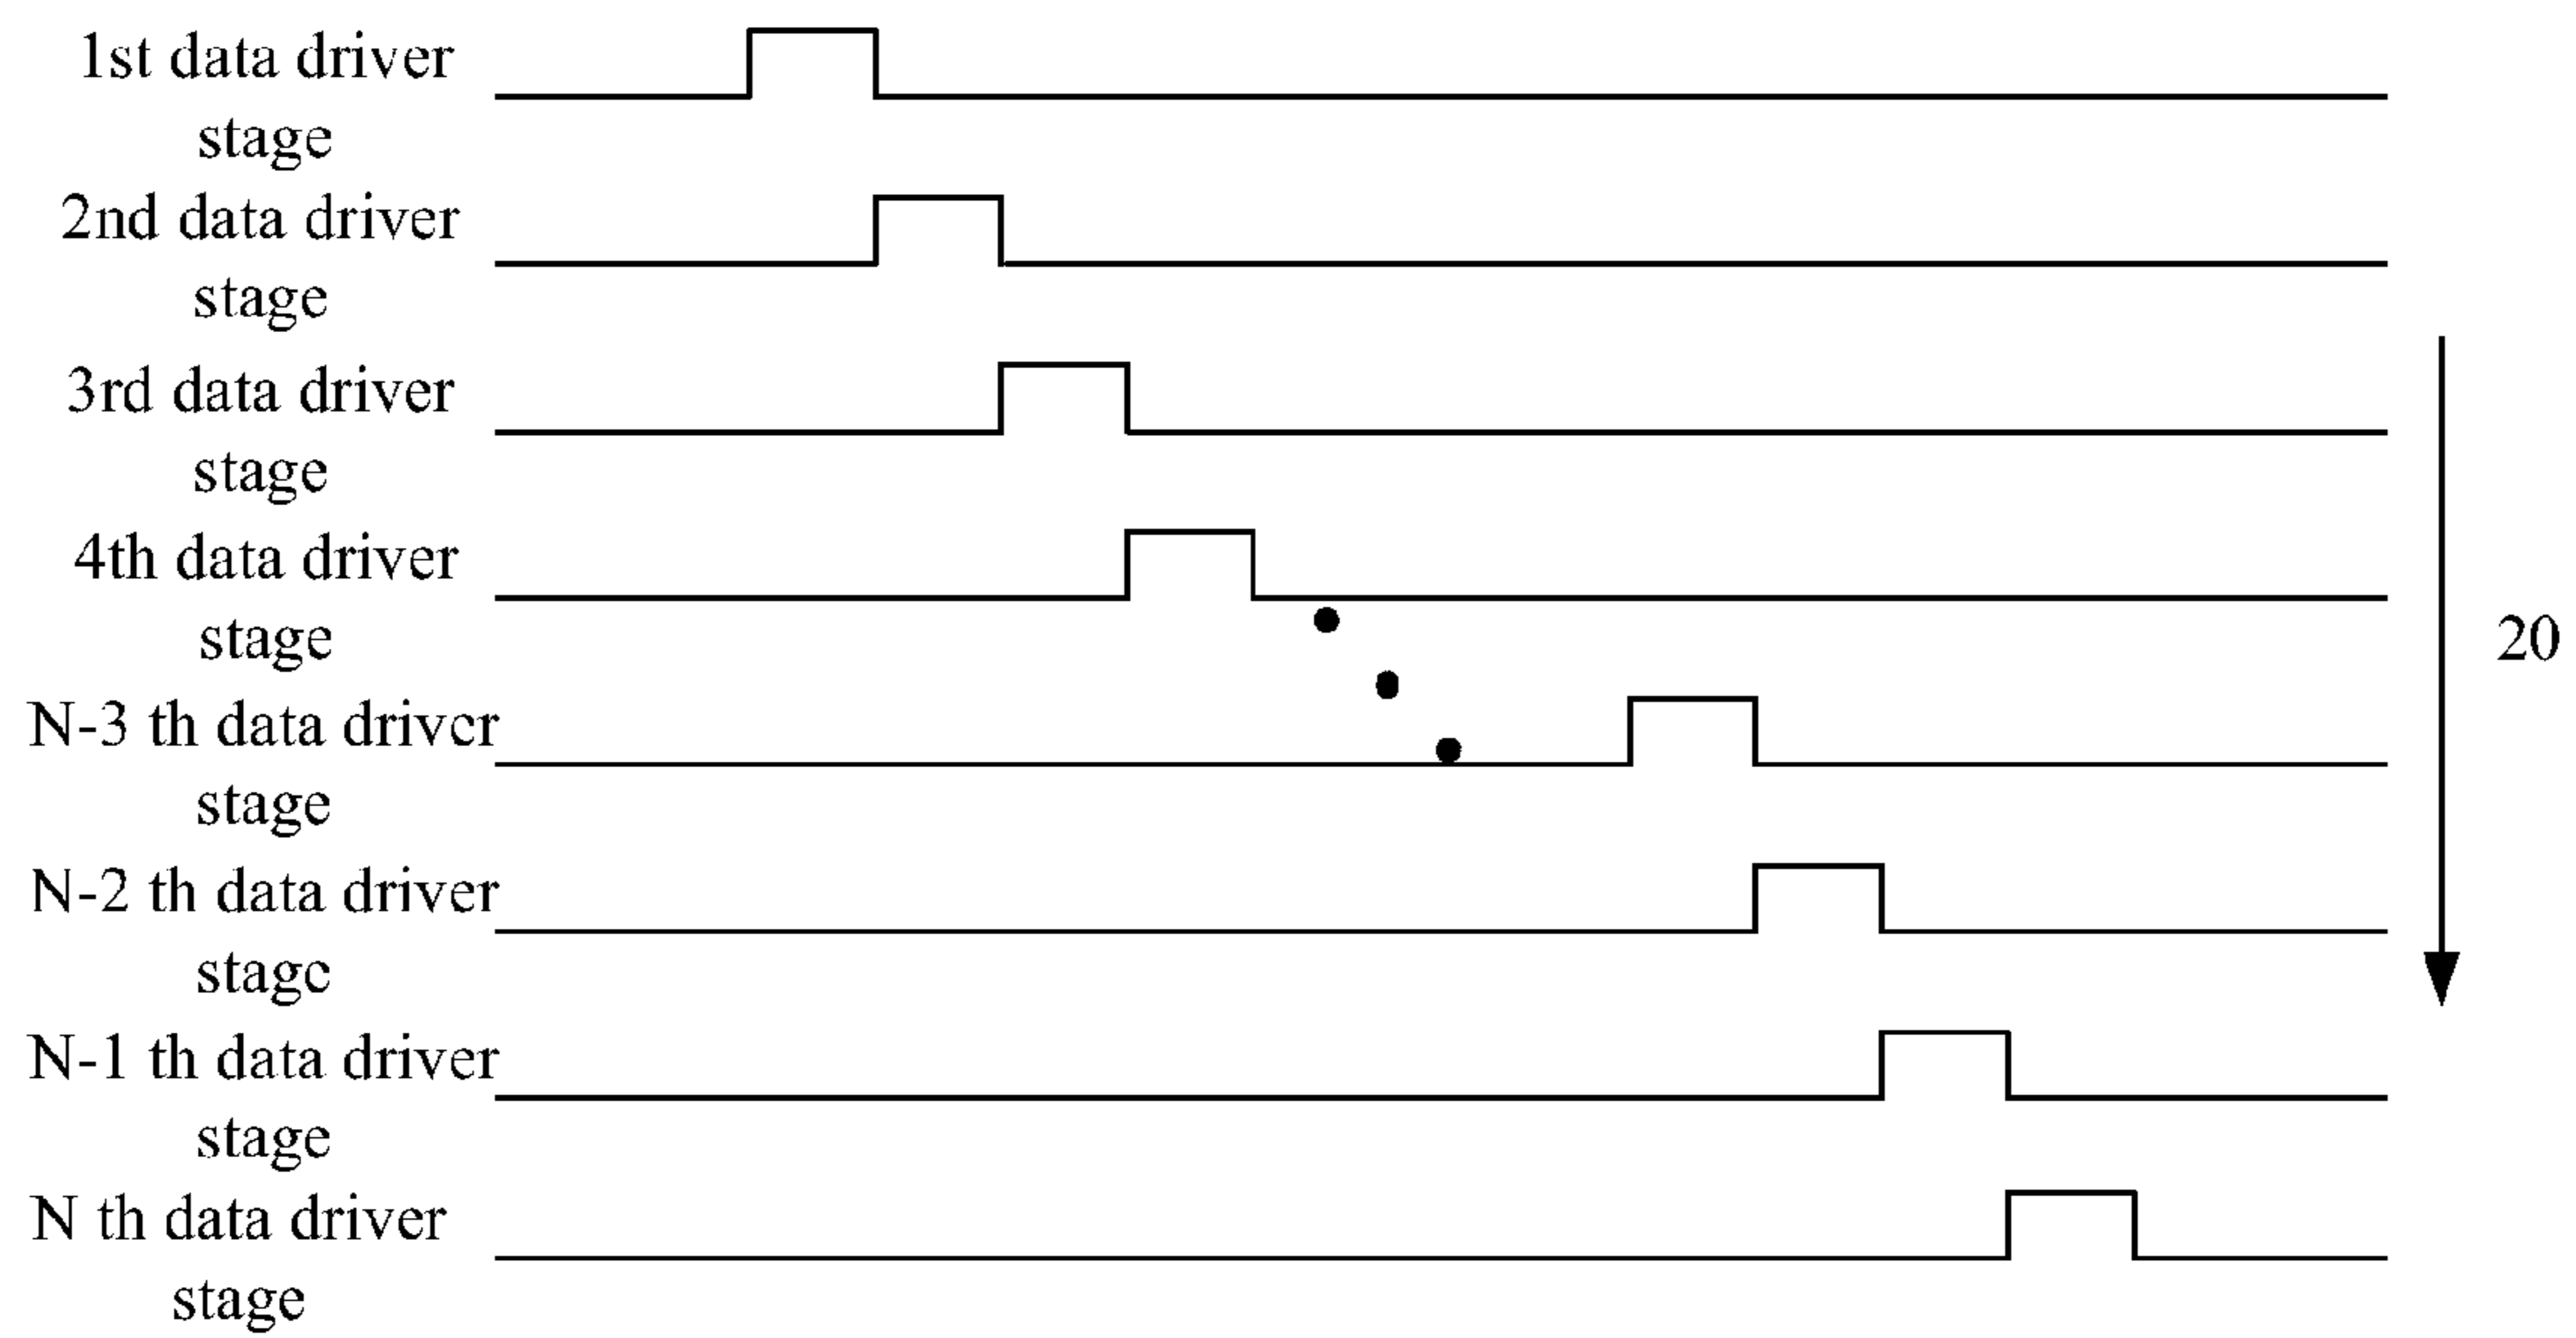 1st data driver
stage
2nd data driver
stage
3rd data driver
stage
4th data driver
stage
20
N-3 th data driver
stage
N-2 th data driver
stage
N-1 th data driver
stage
N th data driver
stage